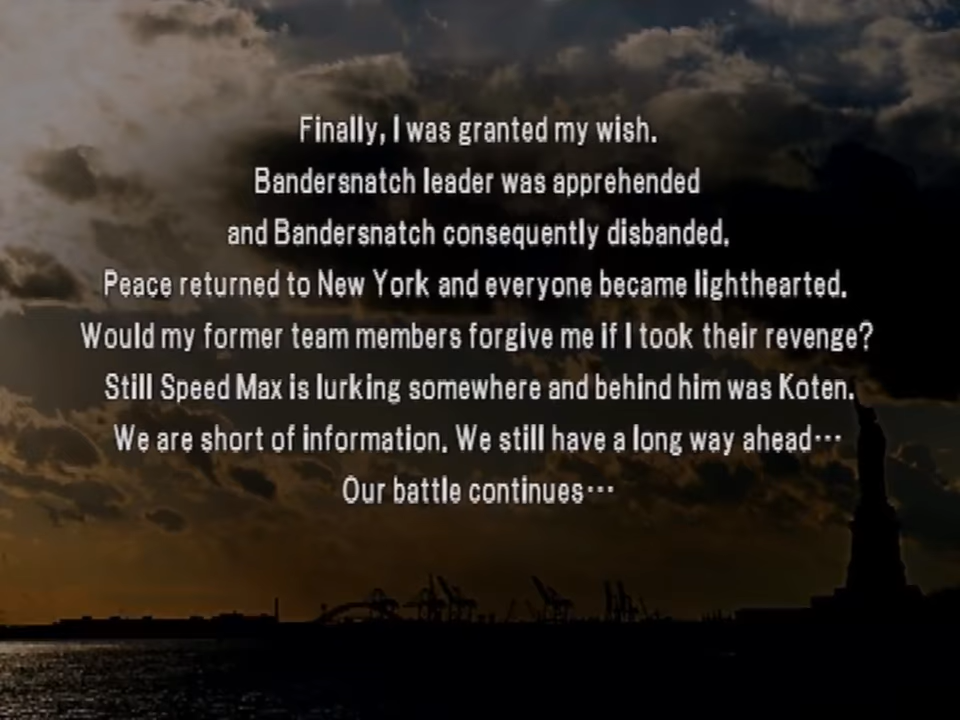 Finally, I was granted my wish.
Bandersnatch leader was apprehended
and Bandersnatch consequently disbanded.
Peace returned to New York and everyone became lighthearted.
Would my former team members forgive me if I took their revenge?
Still Speed Max is lurking somewhere and behind him was Koten.
We are short of information. We still have a long way ahead…
Our battle continues…